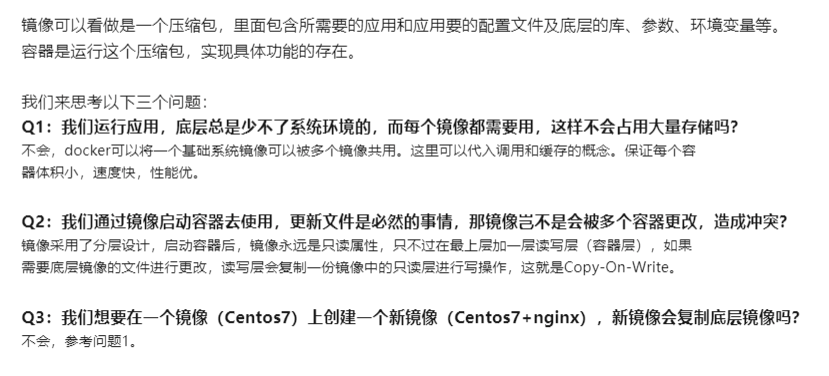 镜像可以看做是一个压缩包，里面包含所需要的应用和应用要的配置文件及底层的库、参数、环境变量等。
容器是运行这个压缩包，实现具体功能的存在。
我们来思考以下三个问题：
Q1：我们运行应用，底层总是少不了系统环境的，而每个镜像都需要用，这样不会占用大量存储吗？
不会，docker可以将一个基础系统镜像可以被多个镜像共用。这里可以代入调用和缓存的概念。保证每个容
器体积小，速度快，性能优。
Q2：我们通过镜像启动容器去使用，更新文件是必然的事情，那镜像岂不是会被多个容器更改，造成冲突？
镜像采用了分层设计，启动容器后，镜像永远是只读属性，只不过在最上层加一层读写层（容器层），如果
需要底层镜像的文件进行更改，读写层会复制一份镜像中的只读层进行写操作，这就是Copy-On-Write。
Q3：我们想要在一个镜像（Centos7）上创建一个新镜像（Centos7+nginx），新镜像会复制底层镜像吗？
不会，参考问题1。